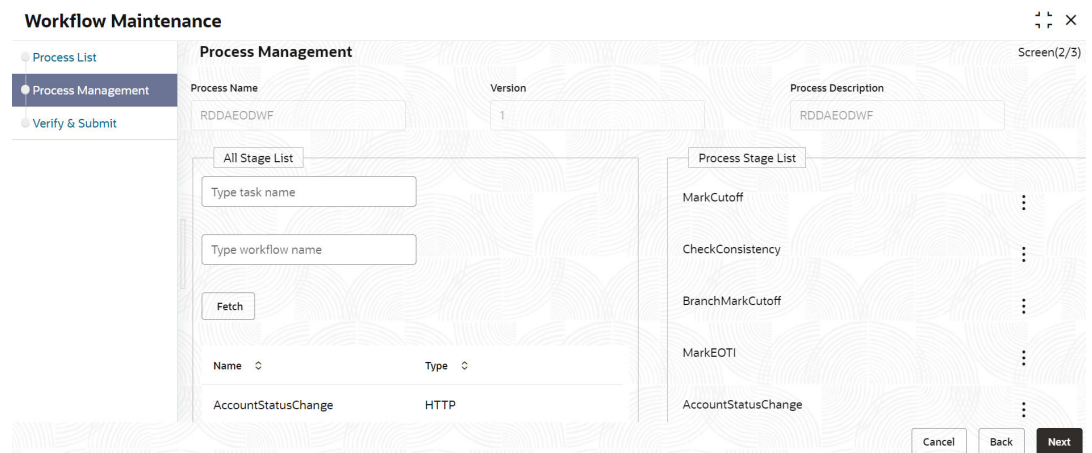 Workflow Maintenance
Process List
Process Management
Verify & Submit
Process Management
Screen(2/3)
Process Name
Version
Process Description
RDDAEODWF
1
RDDAEODWF
All Stage List
Type task name
Type workflow name
Fetch
Name
Type
AccountStatusChange
HTTP
Process Stage List
MarkCutoff
CheckConsistency
BranchMarkCutoff
MarkEOTI
AccountStatusChange
Cancel
Back
Next